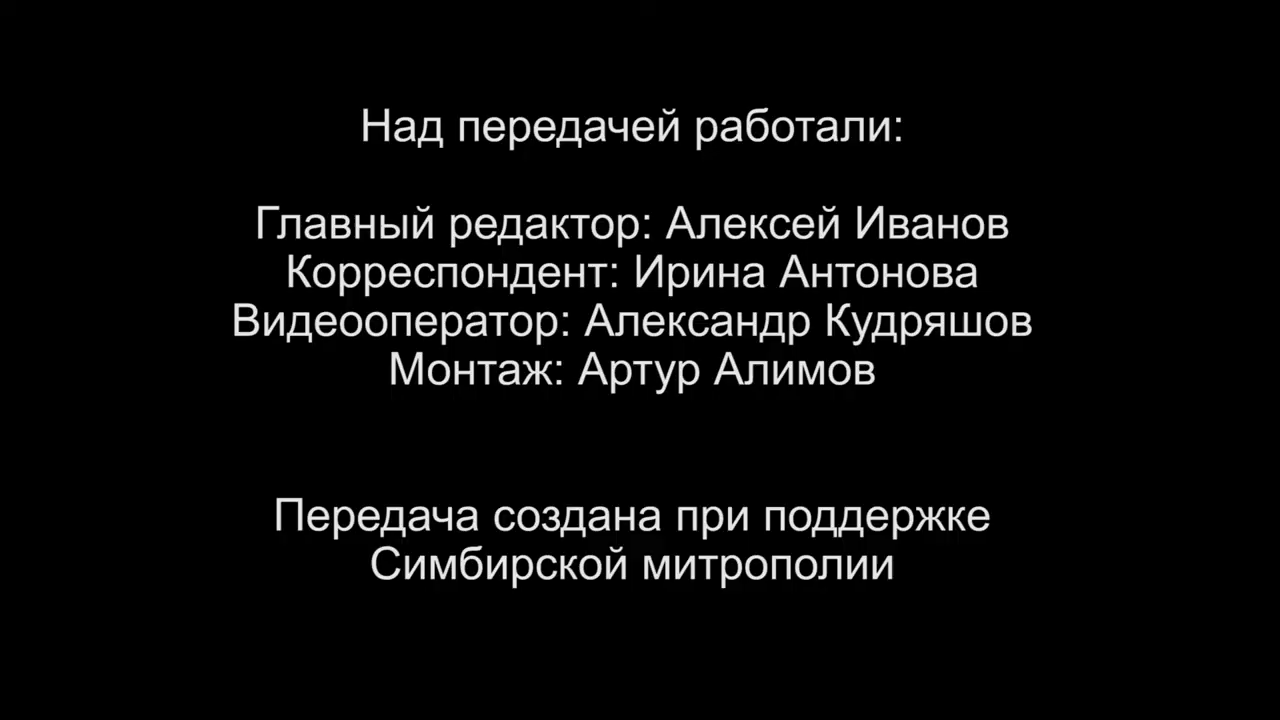 Над передачей работали:
Главный редактор: Алексей Иванов
Корреспондент: Ирина Антонова
Видеооператор: Александр Кудряшов
Монтаж: Артур Алимов
Передача создана при поддержке
Симбирской митрополии